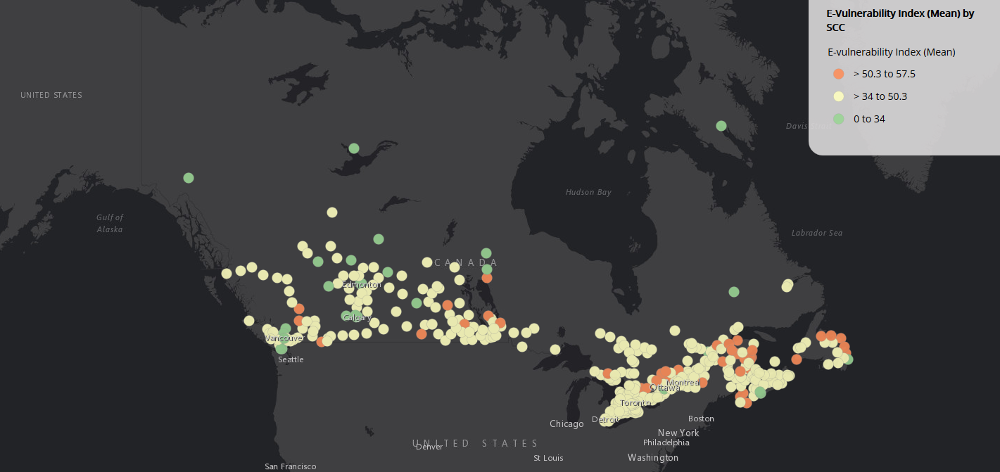 E-Vulnerability Index (Mean) by
SCC
E-vulnerability Index (Mean)
> 50.3 to 57.5
> 34 to 50.3
0 to 34
UNITED STATES
Davis Strait
Hudson Bay
Gulf of
Alaska
Labrador Sea
CANADA
Edmonton
Calgary
Vancouver
Seattle
Montreal
Ottawa
Toronto
Detroit
Chicago
Boston
New York
Philadelphia
UNITED STATES
Denver
St Louis
Washington
San Francisco